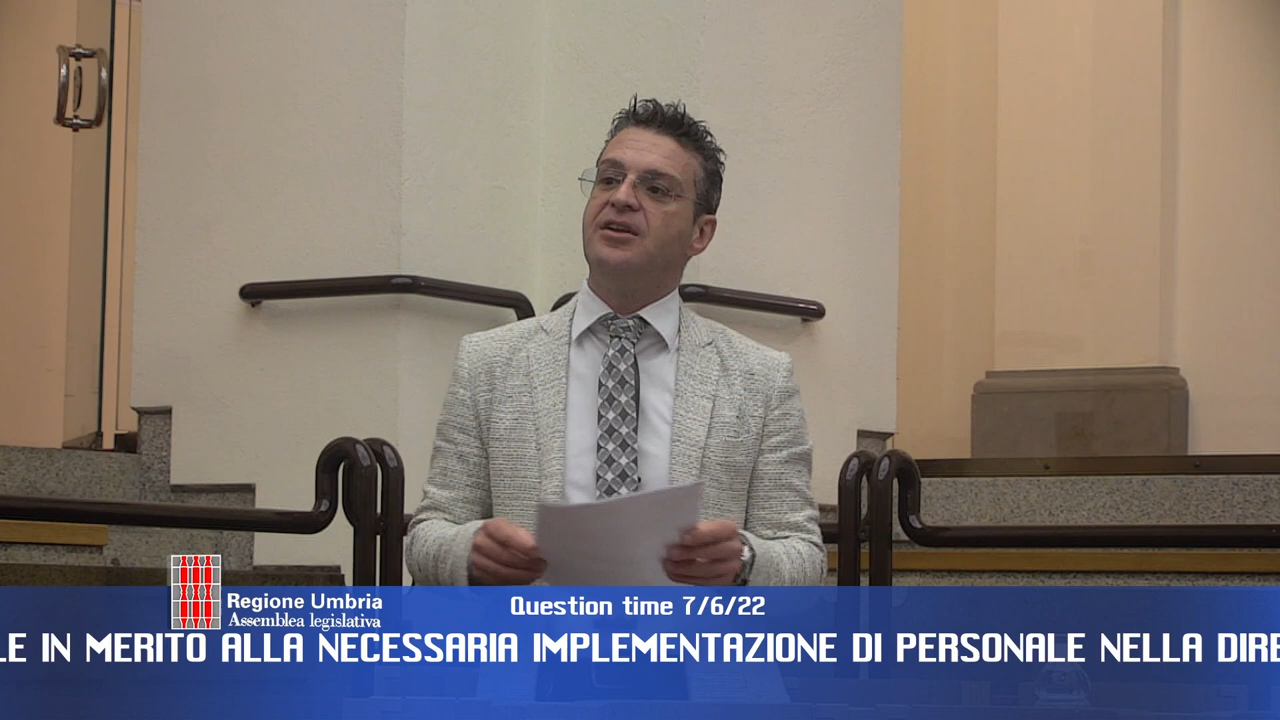 Regione Umbria
Assemblea legislativa
Question time 7/6/22
LE IN MERITO ALLA NECESSARIA IMPLEMENTAZIONE DI PERSONALE NELLA DIRE